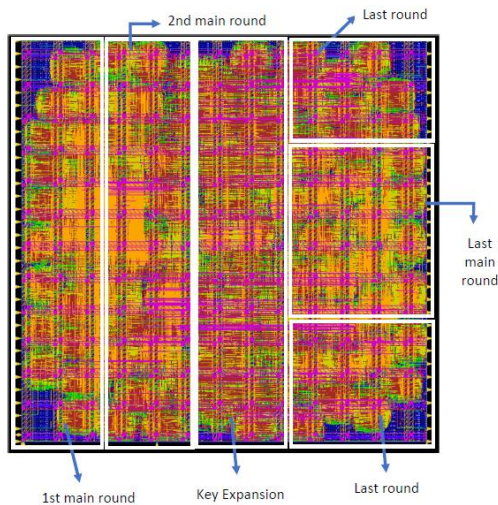 2nd main round
Last round
Last
main
round
1st main round
Key Expansion
Last round